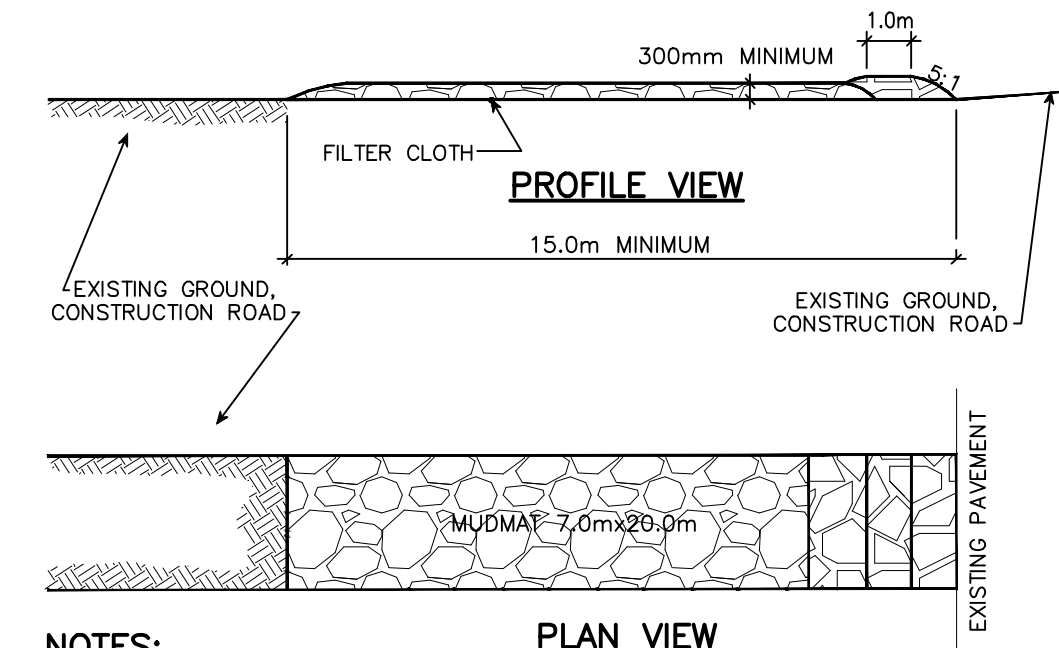 1.0m
300mm MINIMUM
5:1
FILTER CLOTH
PROFILE VIEW
15.0m MINIMUM
EXISTING GROUND,
CONSTRUCTION ROAD
EXISTING GROUND,
CONSTRUCTION ROAD
MUDMAT 7.0mx20.0m
EXISTING PAVEMENT
PLAN VIEW
NOTES: